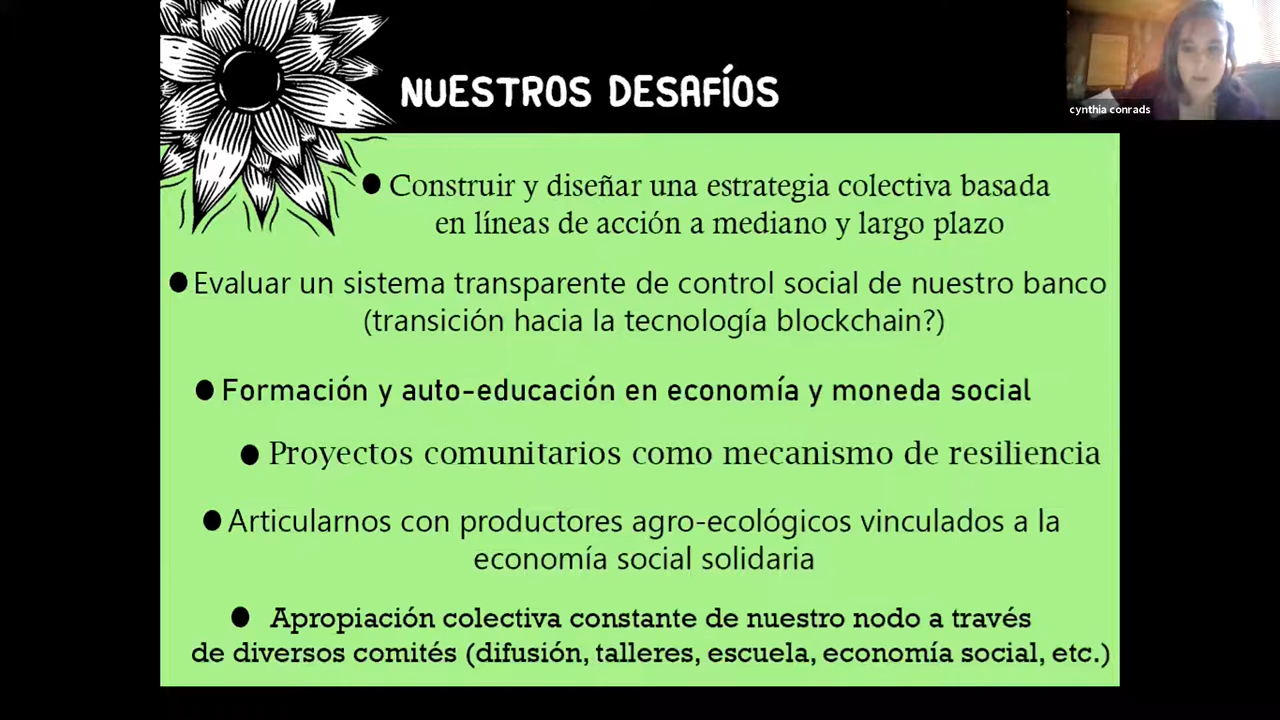 NUESTROS DESAFÍOS
cynthia conrads
● Construir y diseñar una estrategia colectiva basada
en líneas de acción a mediano y largo plazo
● Evaluar un sistema transparente de control social de nuestro banco
(transición hacia la tecnología blockchain?)
● Formación y auto-educación en economía y moneda social
● Proyectos comunitarios como mecanismo de resiliencia
● Articularnos con productores agro-ecológicos vinculados a la
economía social solidaria
● Apropiación colectiva constante de nuestro nodo a través
de diversos comités (difusión, talleres, escuela, economía social, etc.)